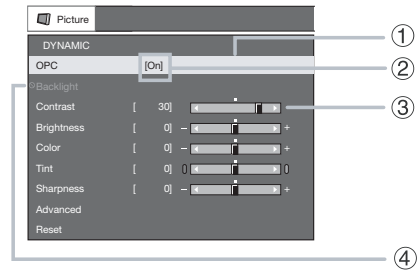 Picture
DYNAMIC
OPC [On]
Backlight
Contrast [ 30]
Brightness [ 0] – +
Color [ 0] – +
Tint [ 0]
Sharpness [ 0] – +
Advanced
Reset
1
2
3
4